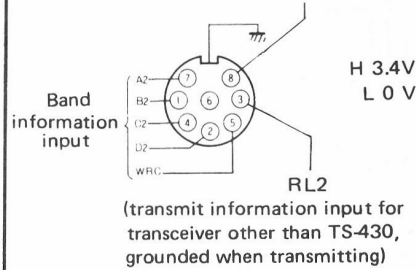 H 3.4V
L 0 V
Band
information
input
A2
B2
C2
D2
WRC
7
8
1
6
3
4
2
5
RL2
(transmit information input for
transceiver other than TS-430,
grounded when transmitting)